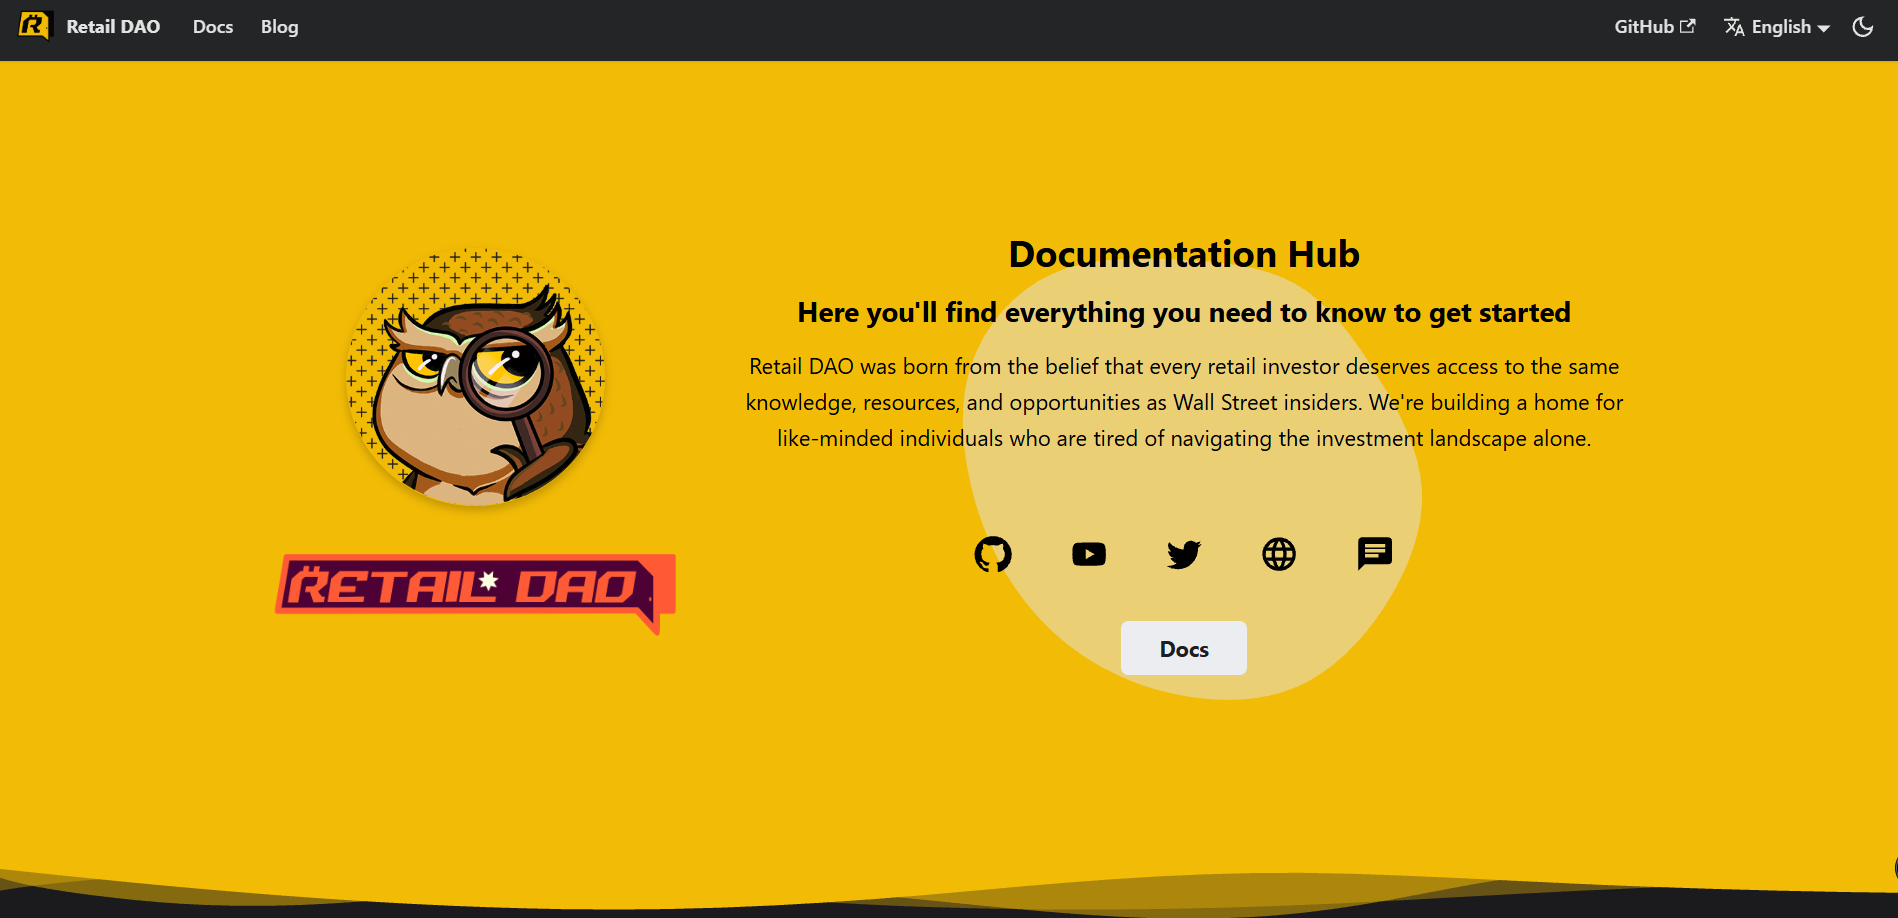 Retail DAO
Docs
Blog
GitHub
English
Documentation Hub
Here you'll find everything you need to know to get started
Retail DAO was born from the belief that every retail investor deserves access to the same
knowledge, resources, and opportunities as Wall Street insiders. We're building a home for
like-minded individuals who are tired of navigating the investment landscape alone.
RETAIL DAO
Docs